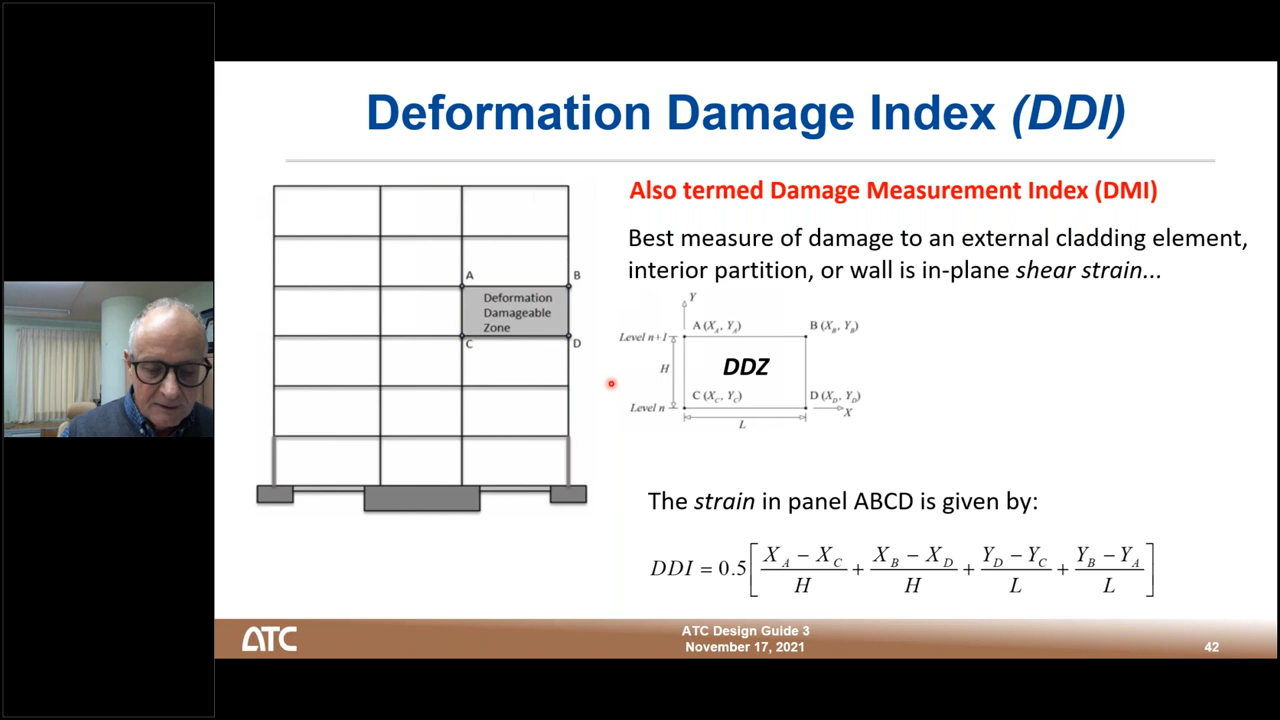 Deformation Damage Index (DDI)
Also termed Damage Measurement Index (DMI)
Best measure of damage to an external cladding element,
interior partition, or wall is in-plane shear strain...
A
B
Deformation
Damageable
Zone
C
D
Y
A (X_A, Y_A)
B (X_B, Y_B)
Level n+1
H
DDZ
C (X_C, Y_C)
D (X_D, Y_D)
Level n
X
L
The strain in panel ABCD is given by:
DDI = 0.5[(X_A − X_C)/H + (X_B − X_D)/H + (Y_D − Y_C)/L + (Y_B − Y_A)/L]
ATC
ATC Design Guide 3
November 17, 2021
42